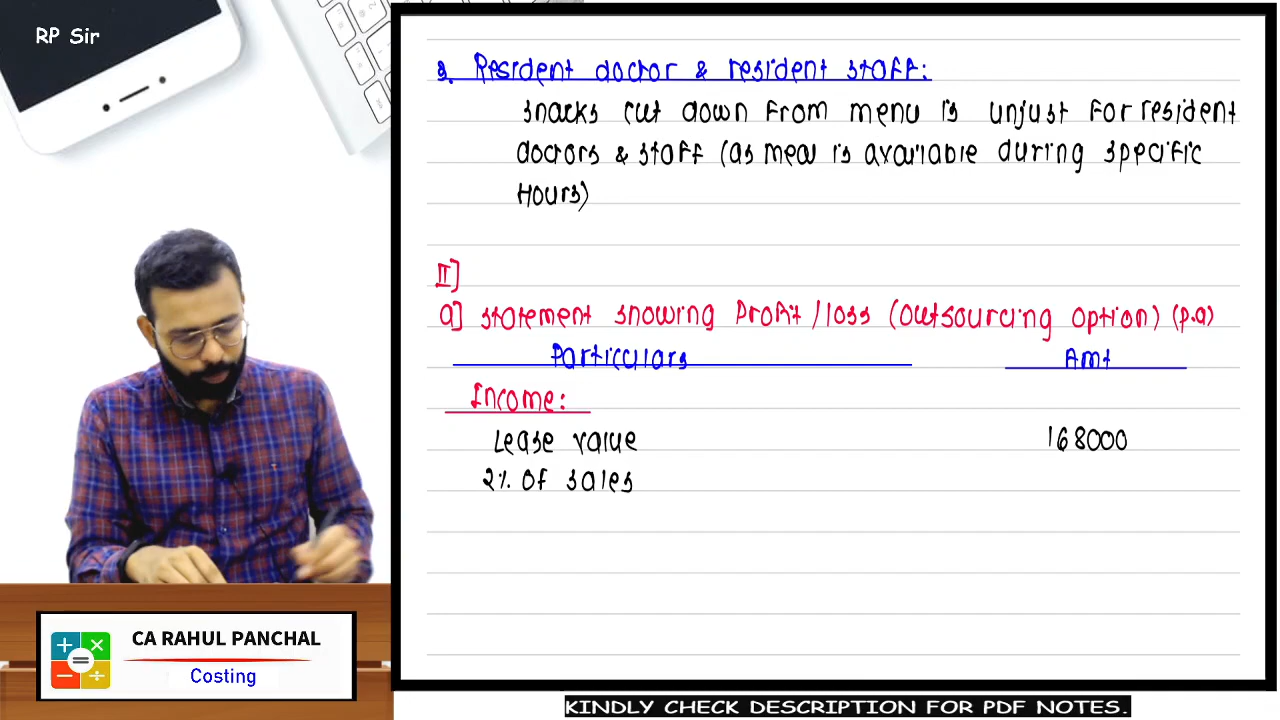 RP Sir
2. Resident doctor & resident staff:
snacks cut down from menu is unjust for resident
doctors & staff (as meal is available during specific
Hours)
II]
a] statement showing Profit/loss (outsourcing option) (p.a)
Particulars Amt
Income:
Lease value 168000
2% of sales
CA RAHUL PANCHAL
Costing
KINDLY CHECK DESCRIPTION FOR PDF NOTES.